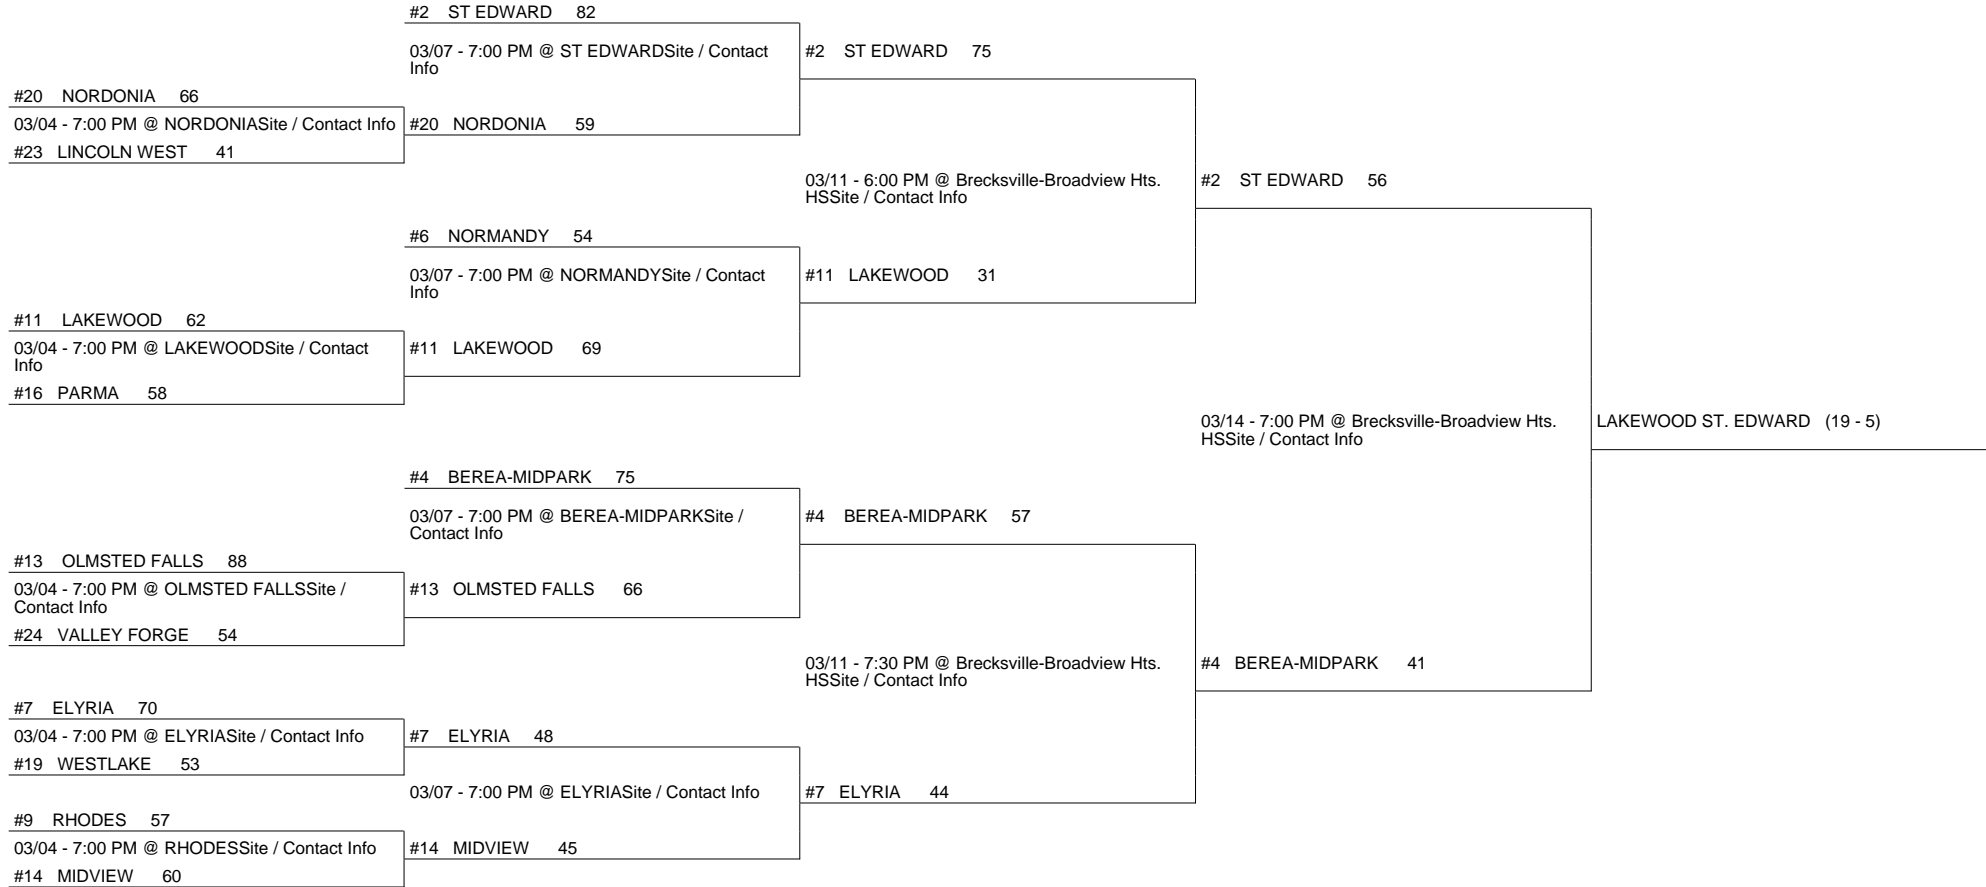 #2 ST EDWARD 82
03/07 - 7:00 PM @ ST EDWARDSite / Contact
Info
#20 NORDONIA 66
03/04 - 7:00 PM @ NORDONIASite / Contact Info
#23 LINCOLN WEST 41
#20 NORDONIA 59
#2 ST EDWARD 75
03/11 - 6:00 PM @ Brecksville-Broadview Hts.
HSSite / Contact Info
#6 NORMANDY 54
03/07 - 7:00 PM @ NORMANDYSite / Contact
Info
#11 LAKEWOOD 62
03/04 - 7:00 PM @ LAKEWOODSite / Contact
Info
#16 PARMA 58
#11 LAKEWOOD 69
#11 LAKEWOOD 31
#2 ST EDWARD 56
03/14 - 7:00 PM @ Brecksville-Broadview Hts.
HSSite / Contact Info
LAKEWOOD ST. EDWARD (19 - 5)
#4 BEREA-MIDPARK 75
03/07 - 7:00 PM @ BEREA-MIDPARKSite /
Contact Info
#13 OLMSTED FALLS 88
03/04 - 7:00 PM @ OLMSTED FALLSSite /
Contact Info
#24 VALLEY FORGE 54
#13 OLMSTED FALLS 66
#4 BEREA-MIDPARK 57
03/11 - 7:30 PM @ Brecksville-Broadview Hts.
HSSite / Contact Info
#4 BEREA-MIDPARK 41
#7 ELYRIA 70
03/04 - 7:00 PM @ ELYRIASite / Contact Info
#19 WESTLAKE 53
#7 ELYRIA 48
03/07 - 7:00 PM @ ELYRIASite / Contact Info
#7 ELYRIA 44
#9 RHODES 57
03/04 - 7:00 PM @ RHODESSite / Contact Info
#14 MIDVIEW 60
#14 MIDVIEW 45